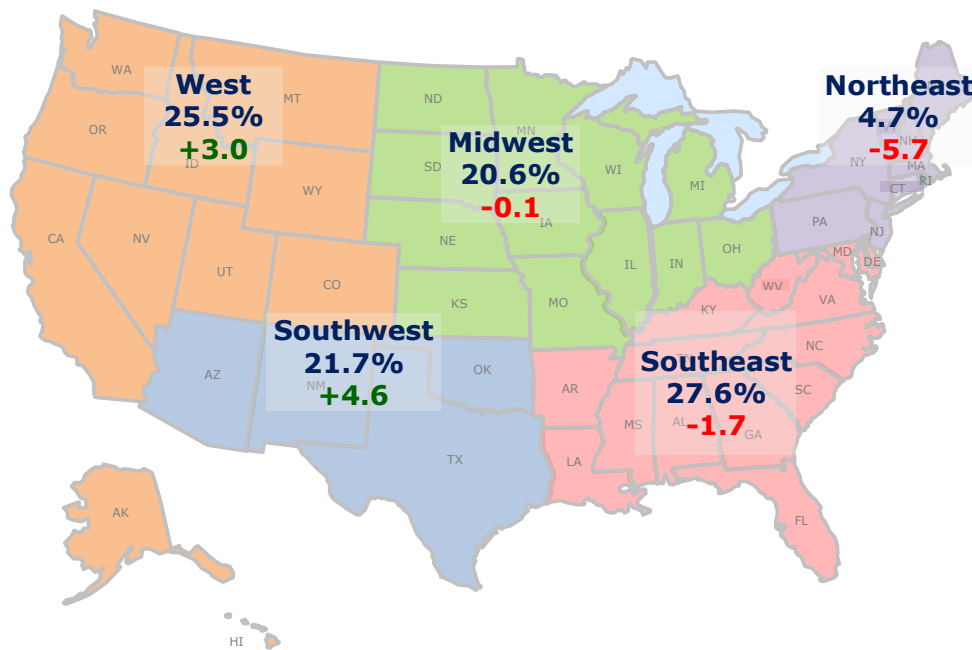 West
25.5%
+3.0
Midwest
20.6%
-0.1
Northeast
4.7%
-5.7
Southwest
21.7%
+4.6
Southeast
27.6%
-1.7
WA
OR
ID
MT
WY
CA
NV
UT
CO
AZ
NM
OK
TX
AK
HI
ND
SD
NE
KS
MN
IA
MO
WI
IL
MI
IN
OH
KY
WV
VA
MD
DE
NC
TN
SC
AR
MS
AL
GA
LA
FL
PA
NJ
NY
VT
NH
MA
CT
RI